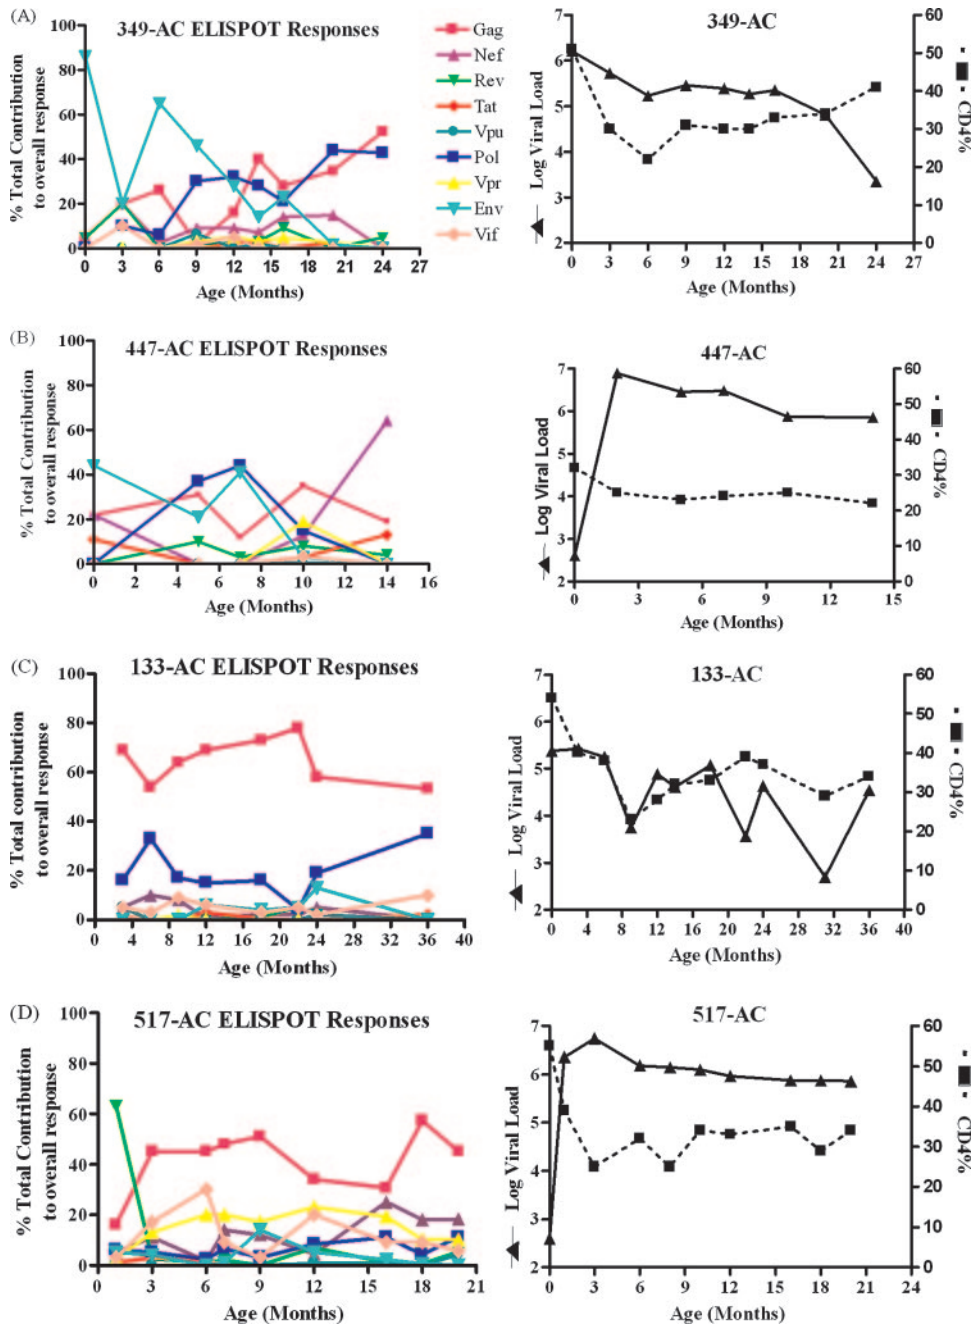 (A)
349-AC ELISPOT Responses
% Total Contribution
to overall response
100
80
60
40
20
0
0 3 6 9 12 15 18 21 24 27
Age (Months)
Gag
Nef
Rev
Tat
Vpu
Pol
Vpr
Env
Vif
349-AC
Log Viral Load
7
6
5
4
3
2
0 3 6 9 12 15 18 21 24 27
Age (Months)
60
50
40
30
20
10
0
CD4%
(B)
447-AC ELISPOT Responses
% Total Contribution
to overall response
100
80
60
40
20
0
0 2 4 6 8 10 12 14 16
Age (Months)
447-AC
Log Viral Load
7
6
5
4
3
2
0 3 6 9 12 15
Age (Months)
60
50
40
30
20
10
0
CD4%
(C)
133-AC ELISPOT Responses
% Total contribution
to overall response
100
80
60
40
20
0
0 4 8 12 16 20 24 28 32 36 40
Age (Months)
133-AC
Log Viral Load
7
6
5
4
3
2
0 4 8 12 16 20 24 28 32 36 40
Age (Months)
60
50
40
30
20
10
0
CD4%
(D)
517-AC ELISPOT Responses
% Total Contribution
to overall response
100
80
60
40
20
0
0 3 6 9 12 16 18 21
Age (Months)
517-AC
Log Viral Load
7
6
5
4
3
2
0 3 6 9 12 15 18 21 24
Age (Months)
60
50
40
30
20
10
0
CD4%